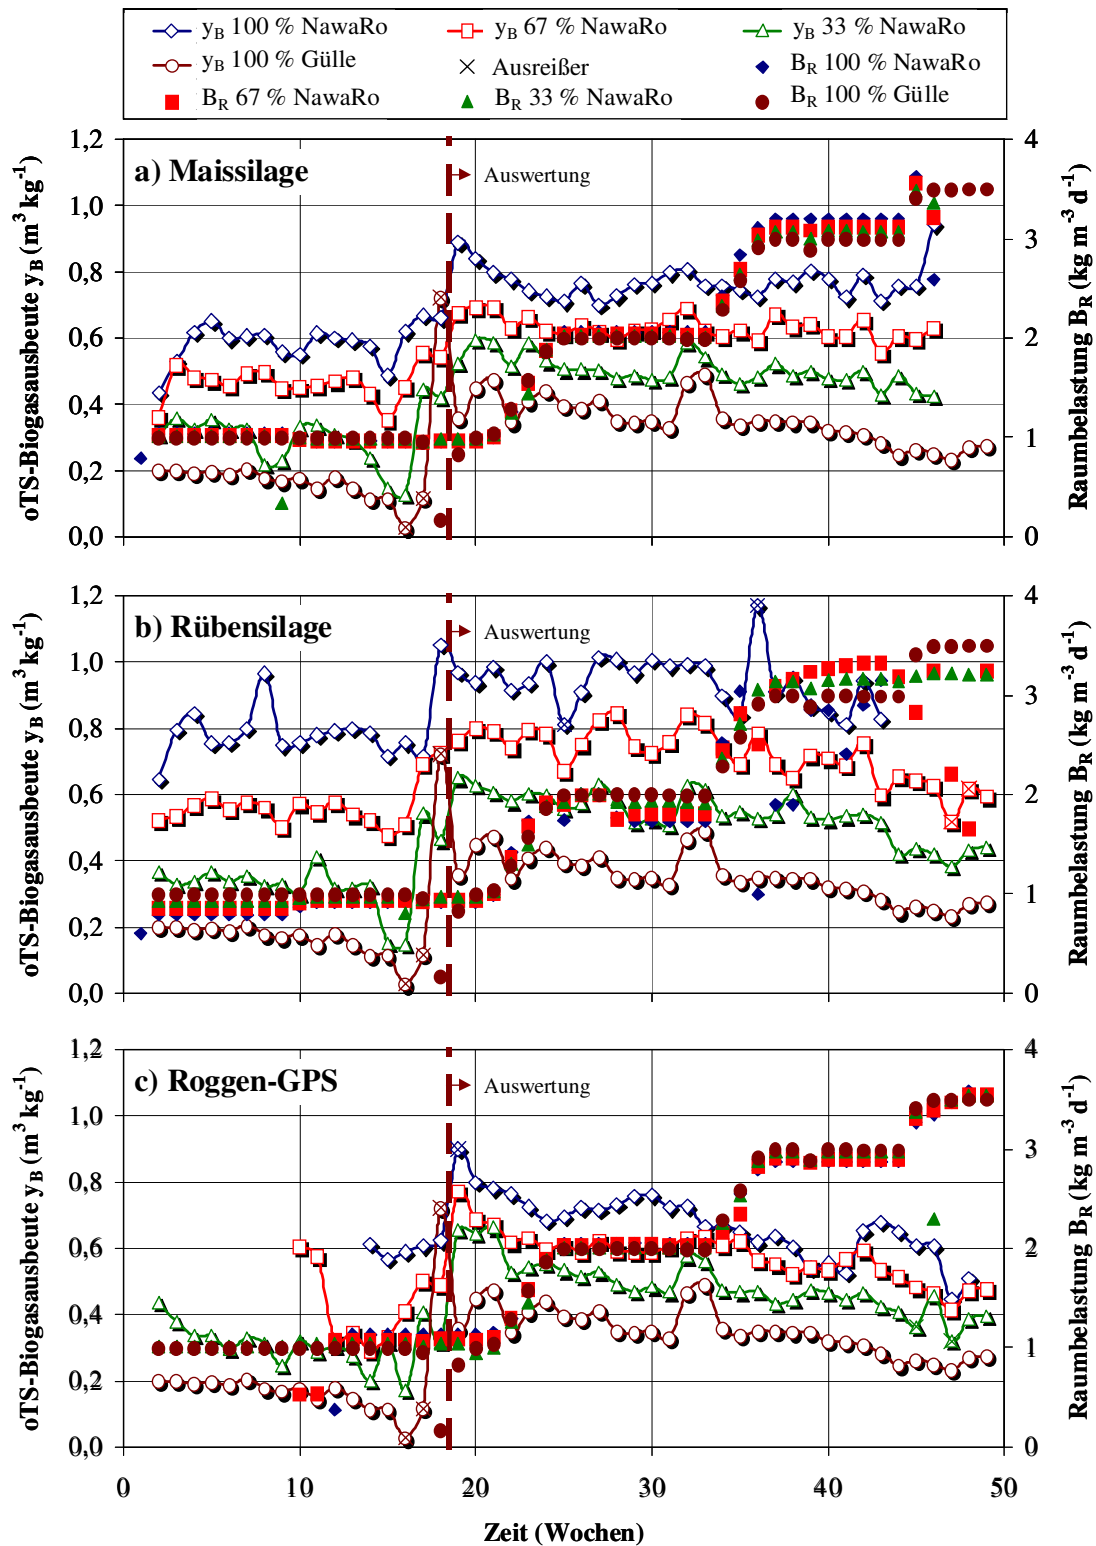 y_B 100 % NawaRo y_B 67 % NawaRo y_B 33 % NawaRo
y_B 100 % Gülle Ausreißer B_R 100 % NawaRo
B_R 67 % NawaRo B_R 33 % NawaRo B_R 100 % Gülle
a) Maissilage
Auswertung
oTS-Biogasausbeute y_B (m³ kg⁻¹)
1,2
1,0
0,8
0,6
0,4
0,2
0,0
4
3
2
1
0
Raumbelastung B_R (kg m⁻³ d⁻¹)
b) Rübensilage
Auswertung
oTS-Biogasausbeute y_B (m³ kg⁻¹)
1,2
1,0
0,8
0,6
0,4
0,2
0,0
4
3
2
1
0
Raumbelastung B_R (kg m⁻³ d⁻¹)
c) Roggen-GPS
Auswertung
oTS-Biogasausbeute y_B (m³ kg⁻¹)
1,2
1,0
0,8
0,6
0,4
0,2
0,0
4
3
2
1
0
Raumbelastung B_R (kg m⁻³ d⁻¹)
0 10 20 30 40 50
Zeit (Wochen)